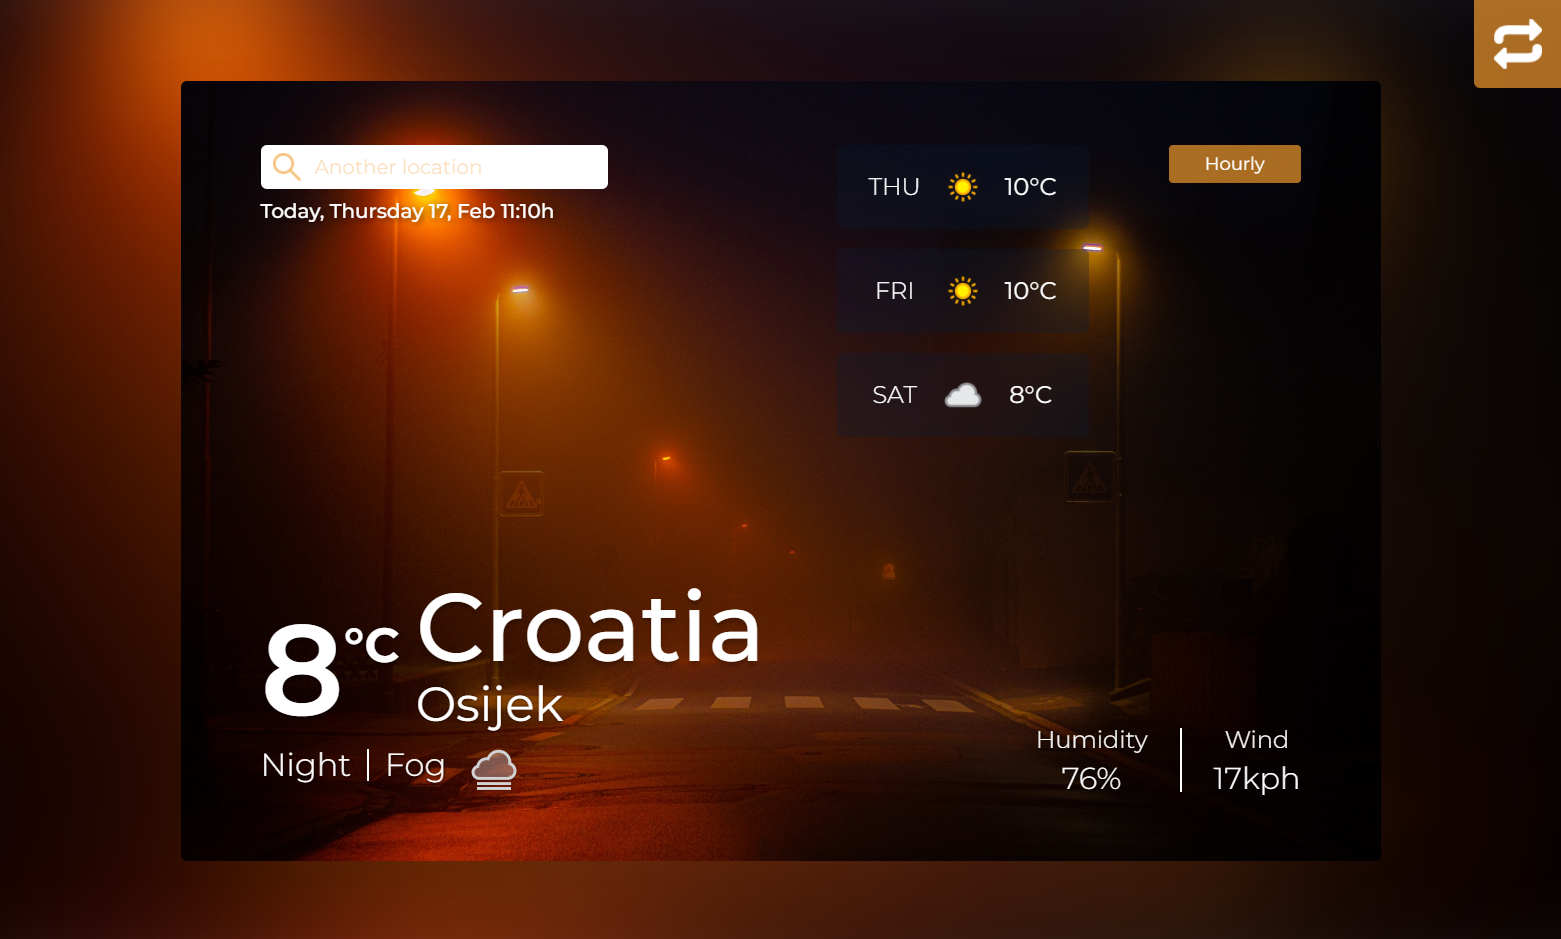 Another location
Today, Thursday 17, Feb 11:10h
THU 10°C
FRI 10°C
SAT 8°C
Hourly
8°C
Croatia
Osijek
Night | Fog
Humidity
76%
Wind
17kph